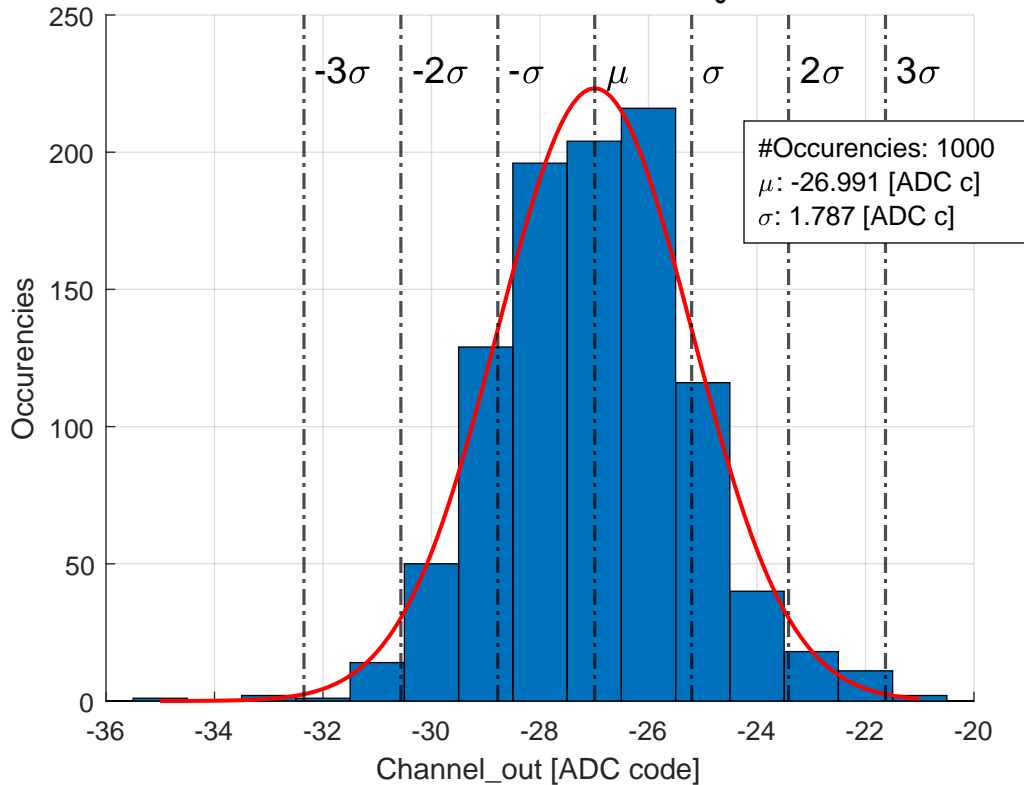 250
200
150
100
50
0
-3σ -2σ -σ μ σ 2σ 3σ
#Occurencies: 1000
μ: -26.991 [ADC c]
σ: 1.787 [ADC c]
Occurencies
-36 -34 -32 -30 -28 -26 -24 -22 -20
Channel_out [ADC code]